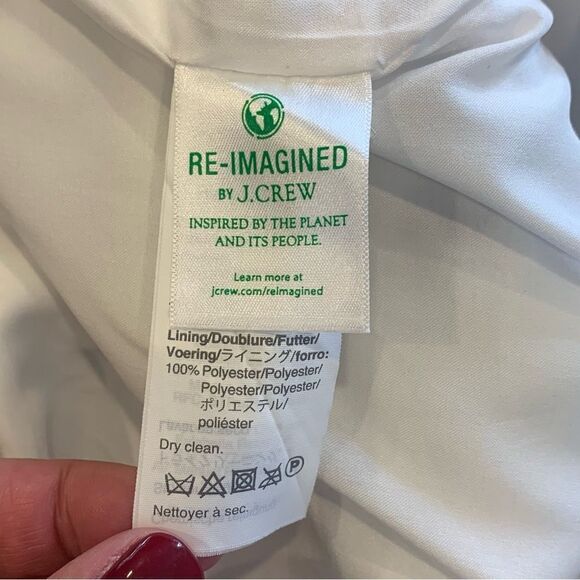 RE-IMAGINED
BY J.CREW
INSPIRED BY THE PLANET
AND ITS PEOPLE.
Learn more at
jcrew.com/reimagined
Lining/Doublure/Futter/
Voering/ライニング/forro:
100% Polyester/Polyester/
Polyester/Polyester/
ポリエステル/
poliéster
Dry clean.
P
Nettoyer à sec.